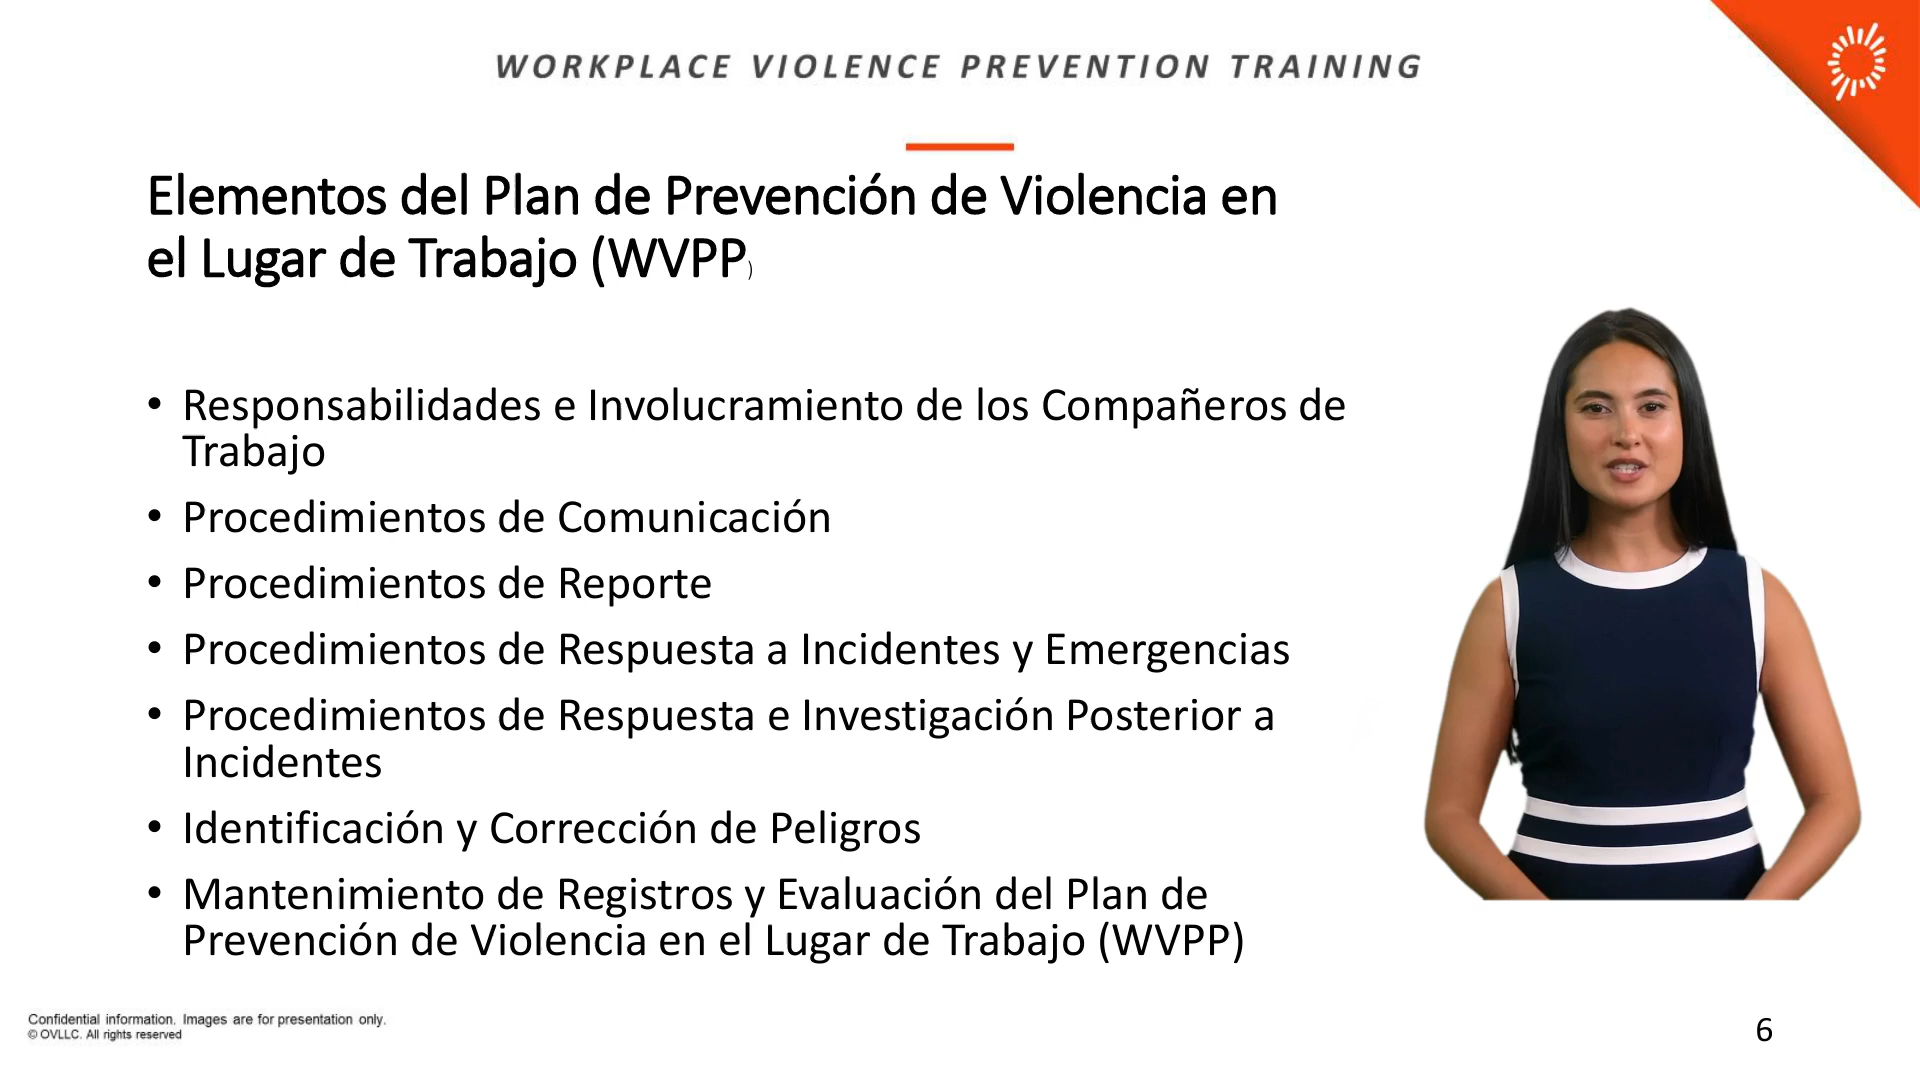 WORKPLACE VIOLENCE PREVENTION TRAINING
Elementos del Plan de Prevención de Violencia en
el Lugar de Trabajo (WVPP)
• Responsabilidades e Involucramiento de los Compañeros de
Trabajo
• Procedimientos de Comunicación
• Procedimientos de Reporte
• Procedimientos de Respuesta a Incidentes y Emergencias
• Procedimientos de Respuesta e Investigación Posterior a
Incidentes
• Identificación y Corrección de Peligros
• Mantenimiento de Registros y Evaluación del Plan de
Prevención de Violencia en el Lugar de Trabajo (WVPP)
Confidential information. Images are for presentation only.
© OVLLC. All rights reserved
6